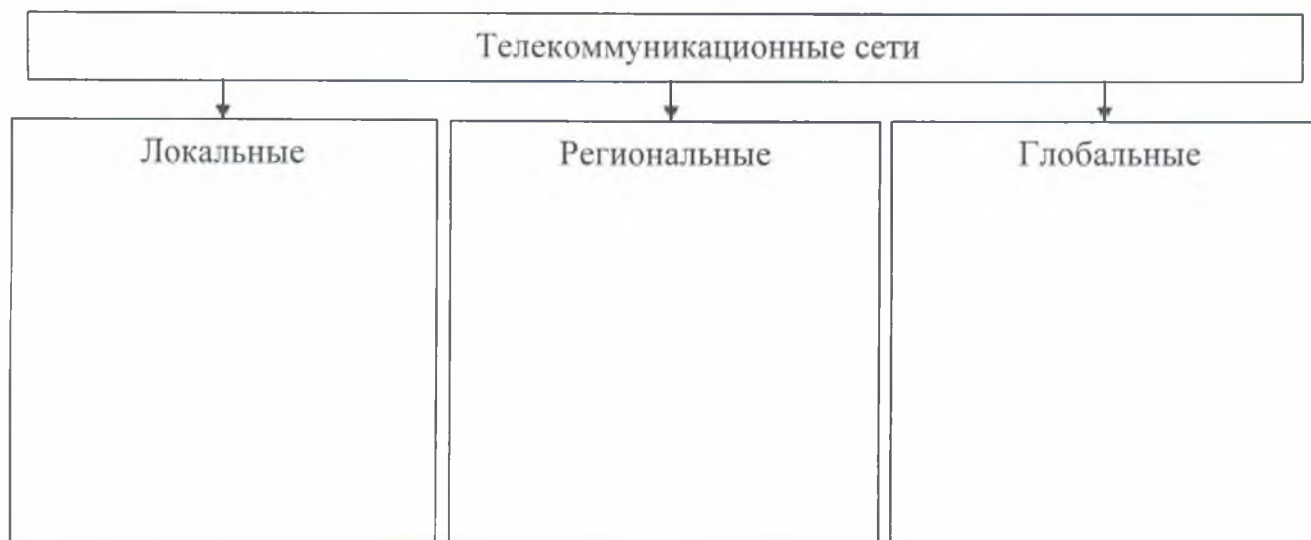 Телекоммуникационные сети
Локальные
Региональные
Глобальные